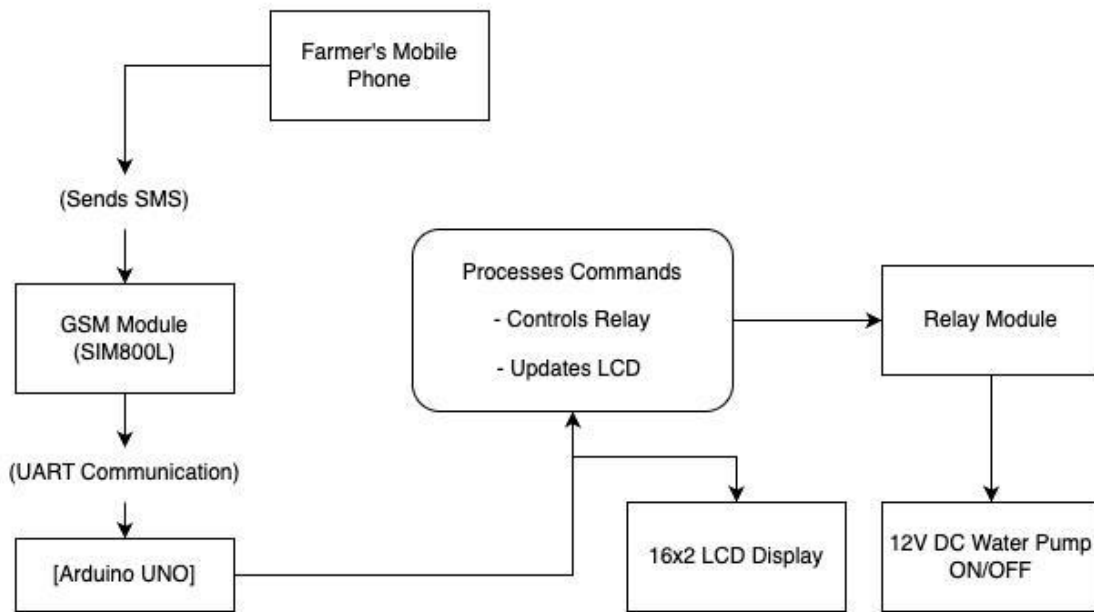 Farmer's Mobile
Phone
(Sends SMS)
GSM Module
(SIM800L)
(UART Communication)
[Arduino UNO]
Processes Commands
- Controls Relay
- Updates LCD
Relay Module
16x2 LCD Display
12V DC Water Pump
ON/OFF